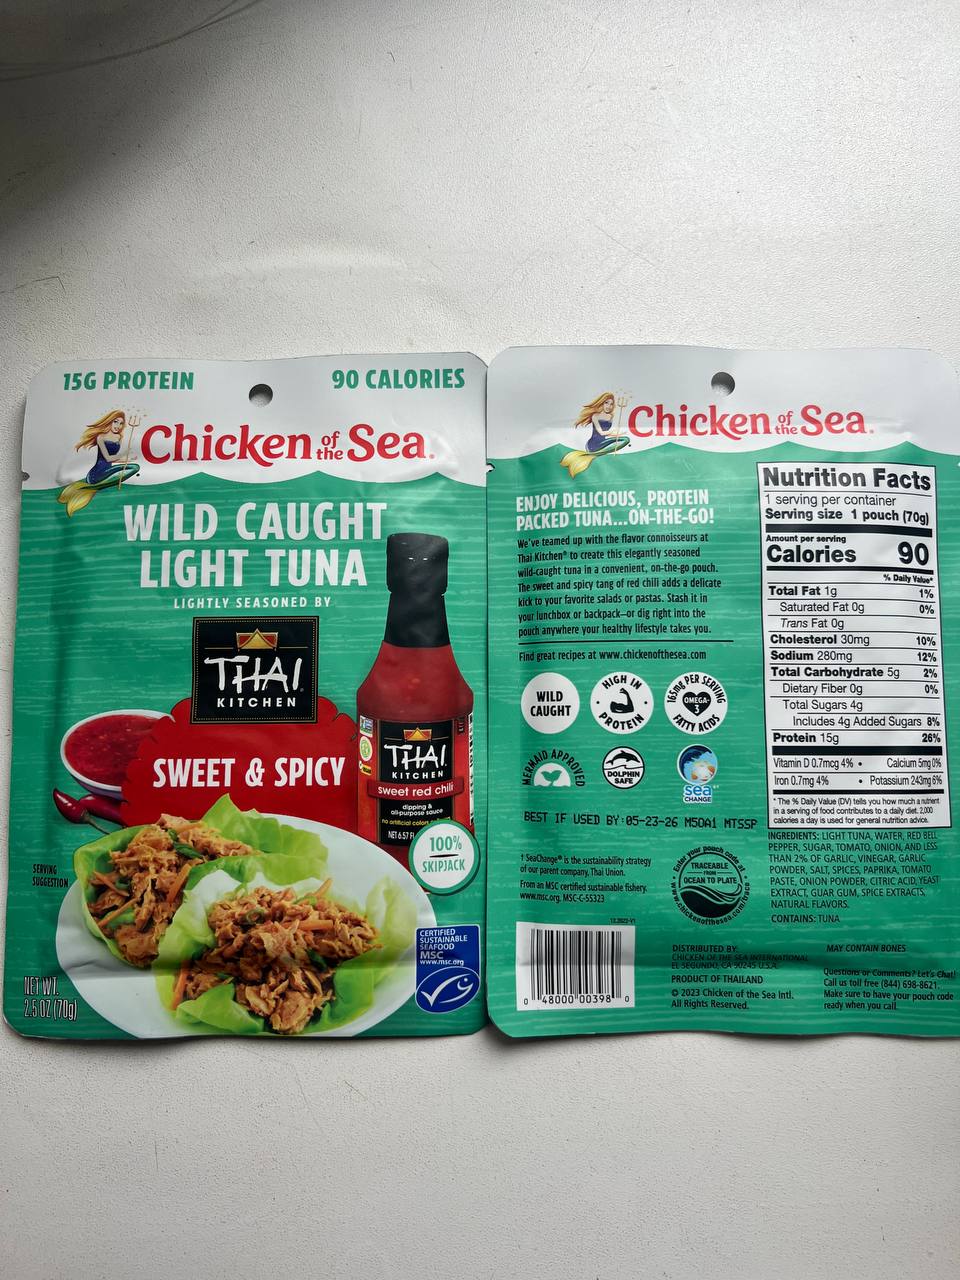 15G PROTEIN
90 CALORIES
Chicken of the Sea.
WILD CAUGHT
LIGHT TUNA
LIGHTLY SEASONED BY
THAI
KITCHEN
SWEET & SPICY
THAI
KITCHEN
sweet red chili
dipping &
all-purpose sauce
no artificial colors
NET 6.57 FL
100%
SKIPJACK
SERVING
SUGGESTION
CERTIFIED
SUSTAINABLE
SEAFOOD
MSC
www.msc.org
NET WT.
2.5 OZ (70g)
Chicken of the Sea.
ENJOY DELICIOUS, PROTEIN
PACKED TUNA...ON-THE-GO!
We've teamed up with the flavor connoisseurs at
Thai Kitchen® to create this elegantly seasoned
wild-caught tuna in a convenient, on-the-go pouch.
The sweet and spicy tang of red chili adds a delicate
kick to your favorite salads or pastas. Stash it in
your lunchbox or backpack–or dig right into the
pouch anywhere your healthy lifestyle takes you.
Find great recipes at www.chickenofthesea.com
WILD
CAUGHT
HIGH IN
PROTEIN
165mg PER SERVING
OMEGA-
3
FATTY ACIDS
MERMAID APPROVED
DOLPHIN
SAFE
sea
CHANGE
BEST IF USED BY:05-23-26 M50A1 MTSSP
† SeaChange® is the sustainability strategy
of our parent company, Thai Union.
From an MSC certified sustainable fishery.
www.msc.org. MSC-C-55323
Enter your pouch code at
TRACEABLE
FROM
OCEAN TO PLATE
www.chickenofthesea.com/trace
12.2022-V1
0 48000 00398 0
DISTRIBUTED BY:
CHICKEN OF THE SEA INTERNATIONAL
EL SEGUNDO, CA 90245 U.S.A.
PRODUCT OF THAILAND
© 2023 Chicken of the Sea Intl.
All Rights Reserved.
Nutrition Facts
1 serving per container
Serving size 1 pouch (70g)
Amount per serving
Calories 90
% Daily Value*
Total Fat 1g 1%
Saturated Fat 0g 0%
Trans Fat 0g
Cholesterol 30mg 10%
Sodium 280mg 12%
Total Carbohydrate 5g 2%
Dietary Fiber 0g 0%
Total Sugars 4g
Includes 4g Added Sugars 8%
Protein 15g 26%
Vitamin D 0.7mcg 4% • Calcium 5mg 0%
Iron 0.7mg 4% • Potassium 243mg 6%
* The % Daily Value (DV) tells you how much a nutrient
in a serving of food contributes to a daily diet. 2,000
calories a day is used for general nutrition advice.
INGREDIENTS: LIGHT TUNA, WATER, RED BELL
PEPPER, SUGAR, TOMATO, ONION, AND LESS
THAN 2% OF GARLIC, VINEGAR, GARLIC
POWDER, SALT, SPICES, PAPRIKA, TOMATO
PASTE, ONION POWDER, CITRIC ACID, YEAST
EXTRACT, GUAR GUM, SPICE EXTRACTS,
NATURAL FLAVORS.
CONTAINS: TUNA
MAY CONTAIN BONES
Questions or Comments? Let's Chat!
Call us toll free (844) 698-8621.
Make sure to have your pouch code
ready when you call.